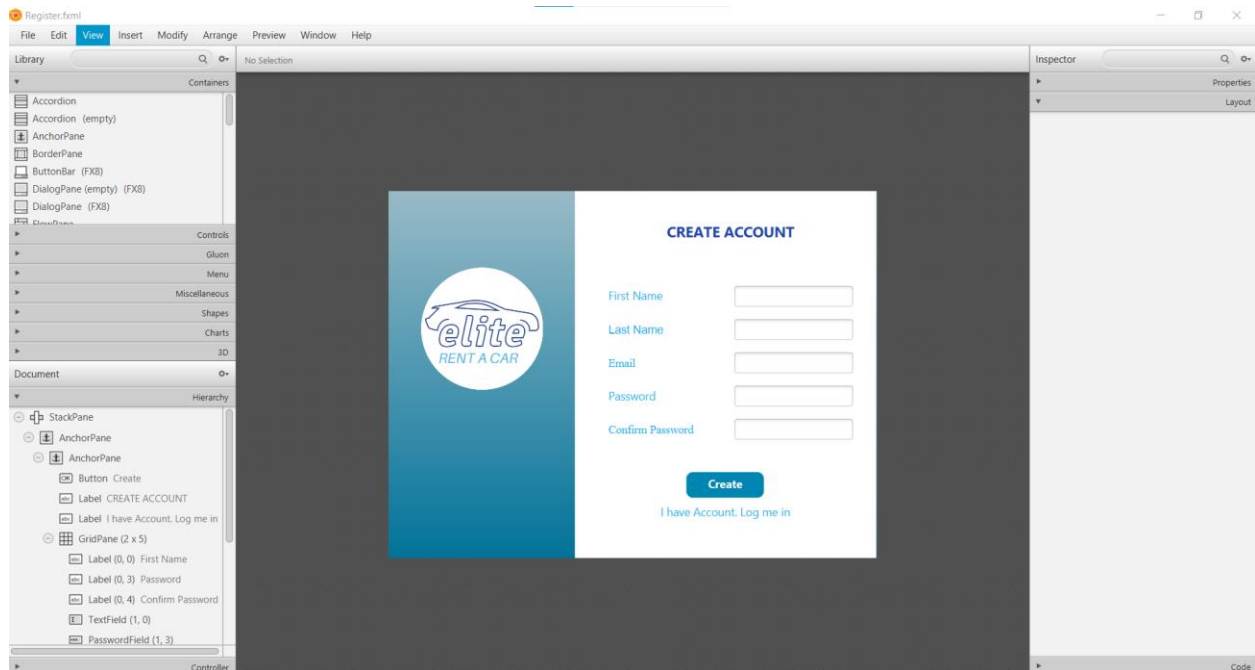 Register.fxml
File Edit View Insert Modify Arrange Preview Window Help
Library
No Selection
Inspector
Containers
Properties
Layout
Accordion
Accordion (empty)
AnchorPane
BorderPane
ButtonBar (FX8)
DialogPane (empty) (FX8)
DialogPane (FX8)
FlowPane
Controls
Gluon
Menu
Miscellaneous
Shapes
Charts
3D
Document
Hierarchy
StackPane
AnchorPane
AnchorPane
Button Create
Label CREATE ACCOUNT
Label I have Account. Log me in
GridPane (2 x 5)
Label (0, 0) First Name
Label (0, 3) Password
Label (0, 4) Confirm Password
TextField (1, 0)
PasswordField (1, 3)
Controller
elite
RENT A CAR
CREATE ACCOUNT
First Name
Last Name
Email
Password
Confirm Password
Create
I have Account. Log me in
Code